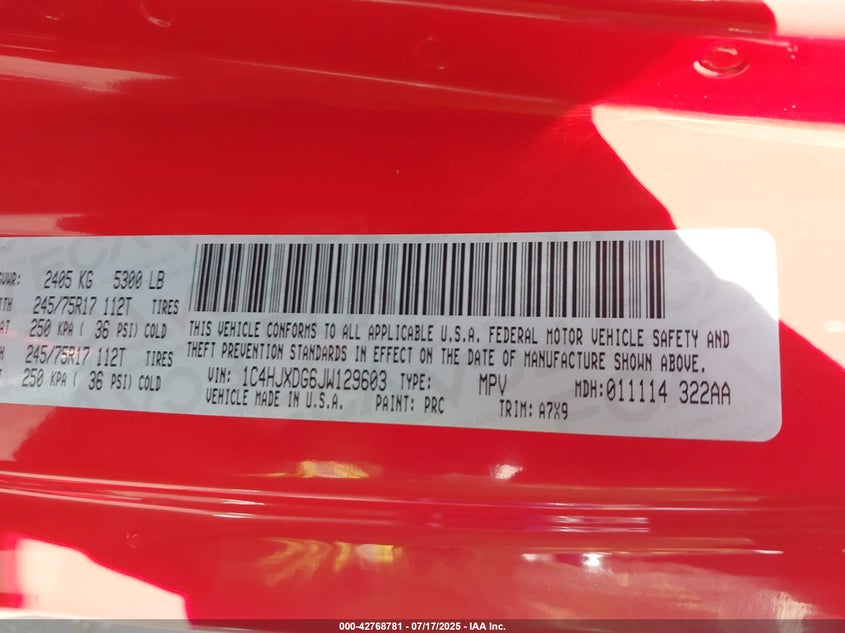 GVWR: 2405 KG 5300 LB
245/75R17 112T TIRES
250 KPA ( 36 PSI) COLD
245/75R17 112T TIRES
250 KPA ( 36 PSI) COLD
THIS VEHICLE CONFORMS TO ALL APPLICABLE U.S.A. FEDERAL MOTOR VEHICLE SAFETY AND
THEFT PREVENTION STANDARDS IN EFFECT ON THE DATE OF MANUFACTURE SHOWN ABOVE.
VIN: 1C4HJXDG6JW129603 TYPE: MPV MDH:011114 322AA
VEHICLE MADE IN U.S.A. PAINT: PRC TRIM: A7X9
000-42768781 - 07/17/2025 - IAA Inc.